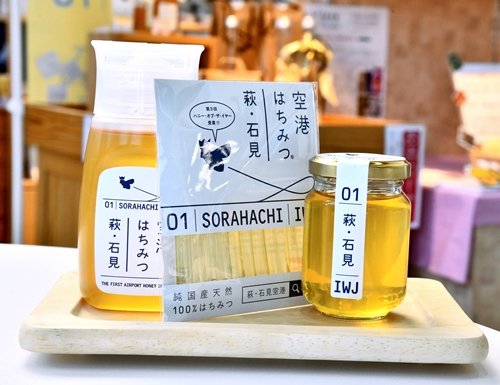 01
01 | SORAHACHI
空港
はちみつ
萩・石見
THE FIRST AIRPORT HONEY
第3回
ハニー・オブ・ザ・イヤー
受賞!!
空港
はちみつ。
萩・石見
01 | SORAHACHI | IWJ
純国産天然
100%はちみつ
萩・石見空港
01
萩・石見
IWJ